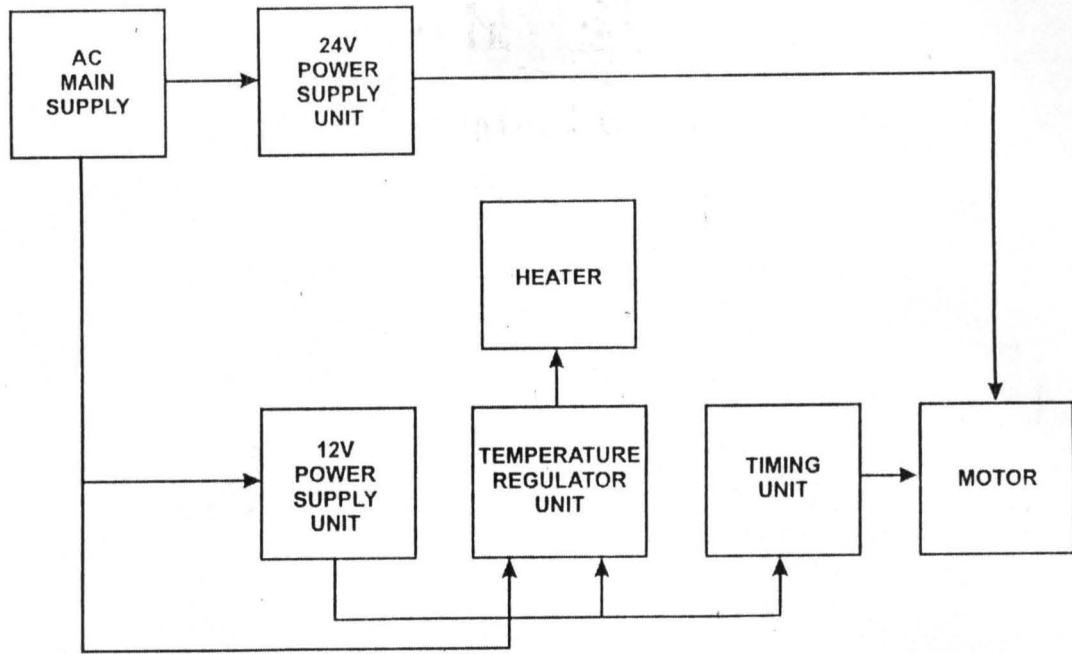 AC
MAIN
SUPPLY
24V
POWER
SUPPLY
UNIT
HEATER
12V
POWER
SUPPLY
UNIT
TEMPERATURE
REGULATOR
UNIT
TIMING
UNIT
MOTOR